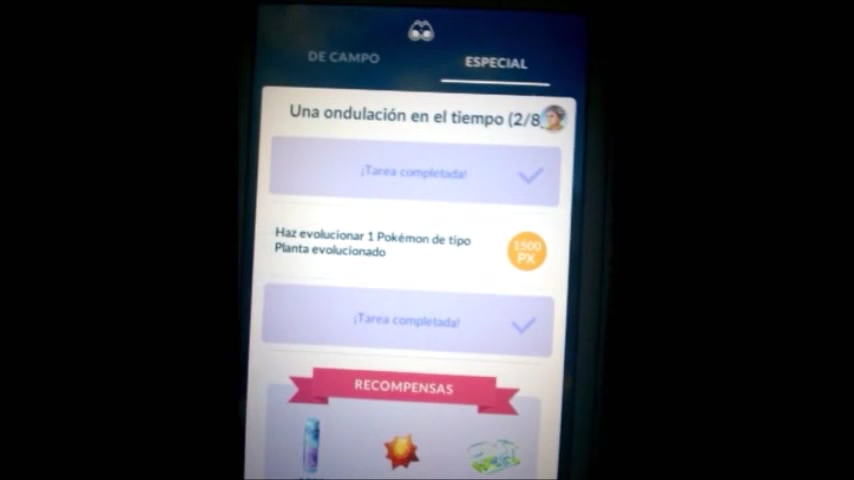 DE CAMPO
ESPECIAL
Una ondulación en el tiempo (2/8
¡Tarea completada!
Haz evolucionar 1 Pokémon de tipo
Planta evolucionado
1500
PX
¡Tarea completada!
RECOMPENSAS